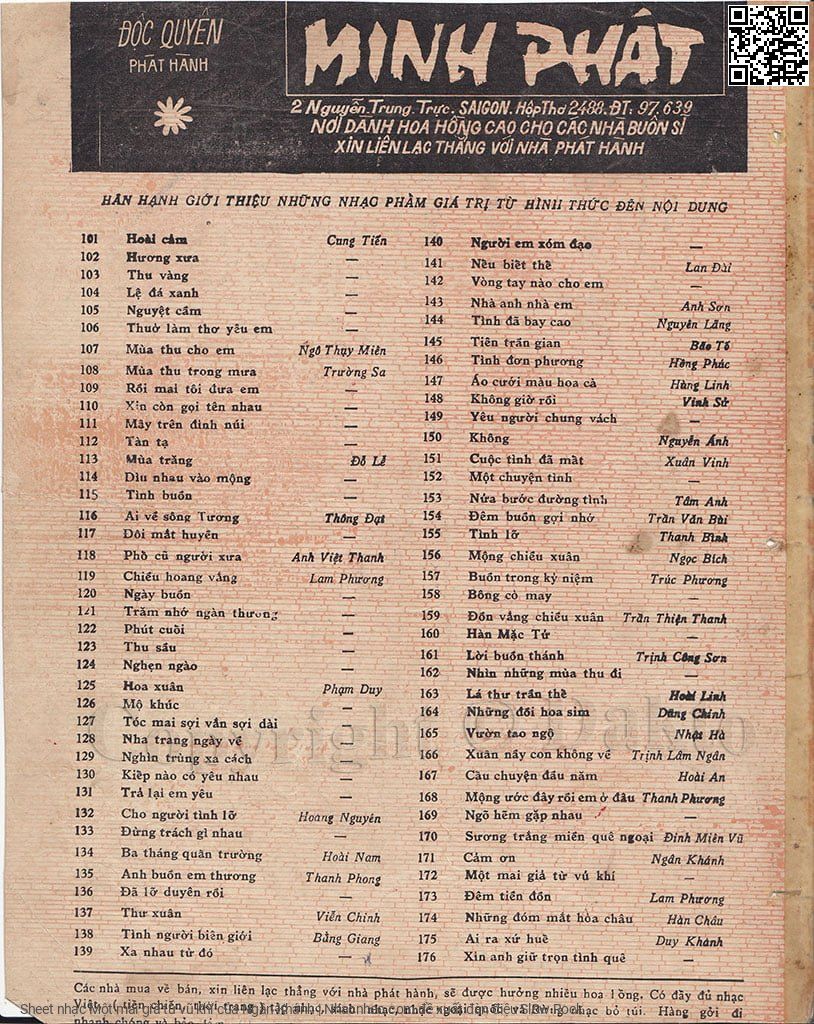 ĐỘC QUYỀN
PHÁT HÀNH
MINH PHÁT
2 Nguyễn.Trung.Trực. SAIGON. Hộp Thơ 2488. ĐT. 97.639
NƠI DÀNH HOA HỒNG CAO CHO CÁC NHÀ BUÔN SỈ
XIN LIÊN LẠC THẲNG VỚI NHÀ PHÁT HÀNH
HÂN HẠNH GIỚI THIỆU NHỮNG NHẠC PHẨM GIÁ TRỊ TỪ HÌNH THỨC ĐẾN NỘI DUNG
101 Hoài cảm Cung Tiến
102 Hương xưa —
103 Thu vàng —
104 Lệ đá xanh —
105 Nguyệt cầm —
106 Thuở làm thơ yêu em —
107 Mùa thu cho em Ngô Thụy Miên
108 Mùa thu trong mưa Trường Sa
109 Rồi mai tôi đưa em —
110 Xin còn gọi tên nhau —
111 Mây trên đỉnh núi —
112 Tàn tạ —
113 Mùa trăng Đỗ Lễ
114 Dìu nhau vào mộng —
115 Tình buồn —
116 Ai về sông Tương Thông Đạt
117 Đôi mắt huyền —
118 Phố cũ người xưa Anh Việt Thanh
119 Chiều hoang vắng Lam Phương
120 Ngày buồn —
121 Trăm nhớ ngàn thương —
122 Phút cuối —
123 Thu sầu —
124 Nghẹn ngào —
125 Hoa xuân Phạm Duy
126 Mộ khúc —
127 Tóc mai sợi vắn sợi dài —
128 Nha trang ngày về —
129 Nghìn trùng xa cách —
130 Kiếp nào có yêu nhau —
131 Trả lại em yêu —
132 Cho người tình lỡ Hoàng Nguyên
133 Đừng trách gì nhau —
134 Ba tháng quân trường Hoài Nam
135 Anh buồn em thương Thanh Phong
136 Đã lỡ duyên rồi —
137 Thư xuân Viễn Chinh
138 Tình người biên giới Bằng Giang
139 Xa nhau từ đó —
140 Người em xóm đạo —
141 Nếu biết thế Lan Đài
142 Vòng tay nào cho em —
143 Nhà anh nhà em Anh Sơn
144 Tình đã bay cao Nguyễn Lãng
145 Tiên trần gian Bảo Tố
146 Tình đơn phương Hồng Phúc
147 Áo cưới màu hoa cà Hùng Linh
148 Không giờ rồi Vinh Sử
149 Yêu người chung vách —
150 Không Nguyễn Ánh
151 Cuộc tình đã mất Xuân Vinh
152 Một chuyện tình —
153 Nửa bước đường tình Tâm Anh
154 Đêm buồn gợi nhớ Trần Văn Bùi
155 Tình lỡ Thanh Bình
156 Mộng chiều xuân Ngọc Bích
157 Buồn trong kỷ niệm Trúc Phương
158 Bông cỏ may —
159 Đồn vắng chiều xuân Trần Thiện Thanh
160 Hàn Mặc Tử —
161 Lời buồn thánh Trịnh Công Sơn
162 Nhìn những mùa thu đi —
163 Lá thư trần thế Hoài Linh
164 Những đồi hoa sim Dũng Chinh
165 Vườn tao ngộ Nhật Hà
166 Xuân nầy con không về Trịnh Lâm Ngân
167 Câu chuyện đầu năm Hoài An
168 Mộng ước đây rồi em ở đâu Thanh Phương
169 Ngõ hẽm gặp nhau —
170 Sương trắng miền quê ngoại Đinh Miên Vũ
171 Cảm ơn Ngân Khánh
172 Một mai giả từ vũ khí —
173 Đêm tiền đồn Lam Phương
174 Những đóm mắt hỏa châu Hàn Châu
175 Ai ra xứ huế Duy Khánh
176 Xin anh giữ trọn tình quê —
Copyright © Dakao
Các nhà mua về bán, xin liên lạc thẳng với nhà phát hành, sẽ được hưởng nhiều hoa hồng, Có đầy đủ nhạc